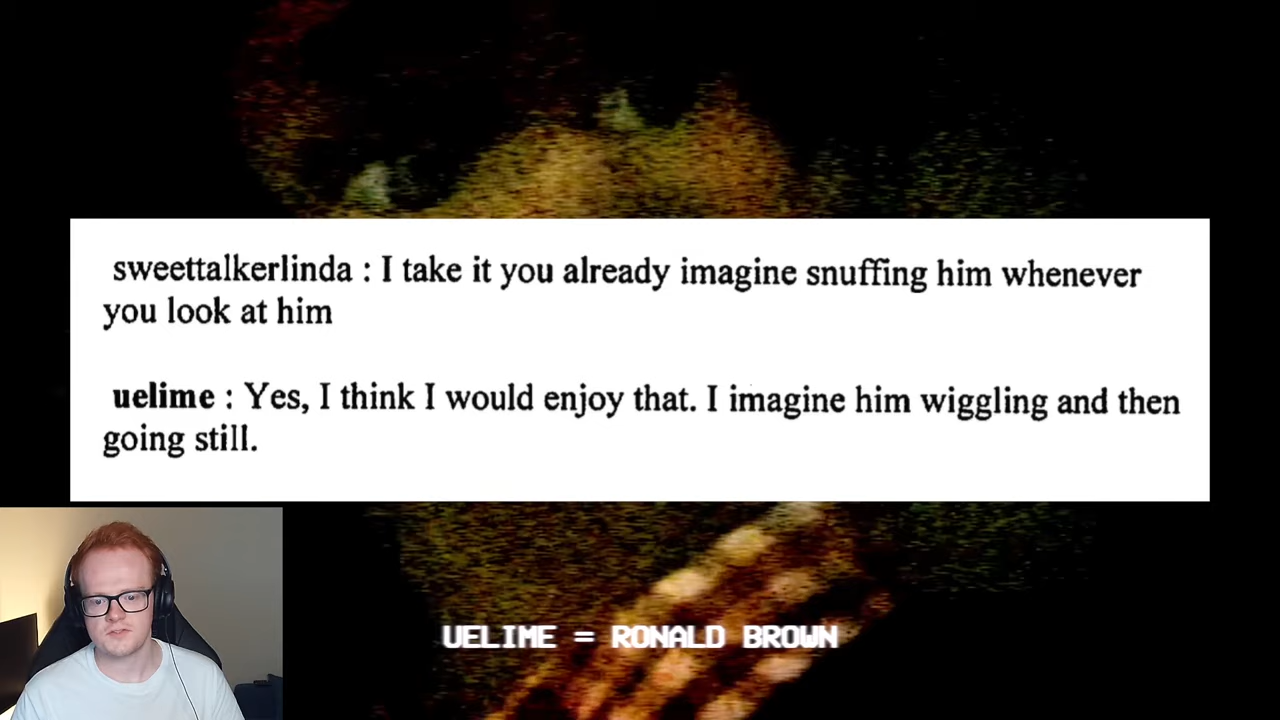 sweettalkerlinda : I take it you already imagine snuffing him whenever
you look at him
uelime : Yes, I think I would enjoy that. I imagine him wiggling and then
going still.
UELIME = RONALD BROWN